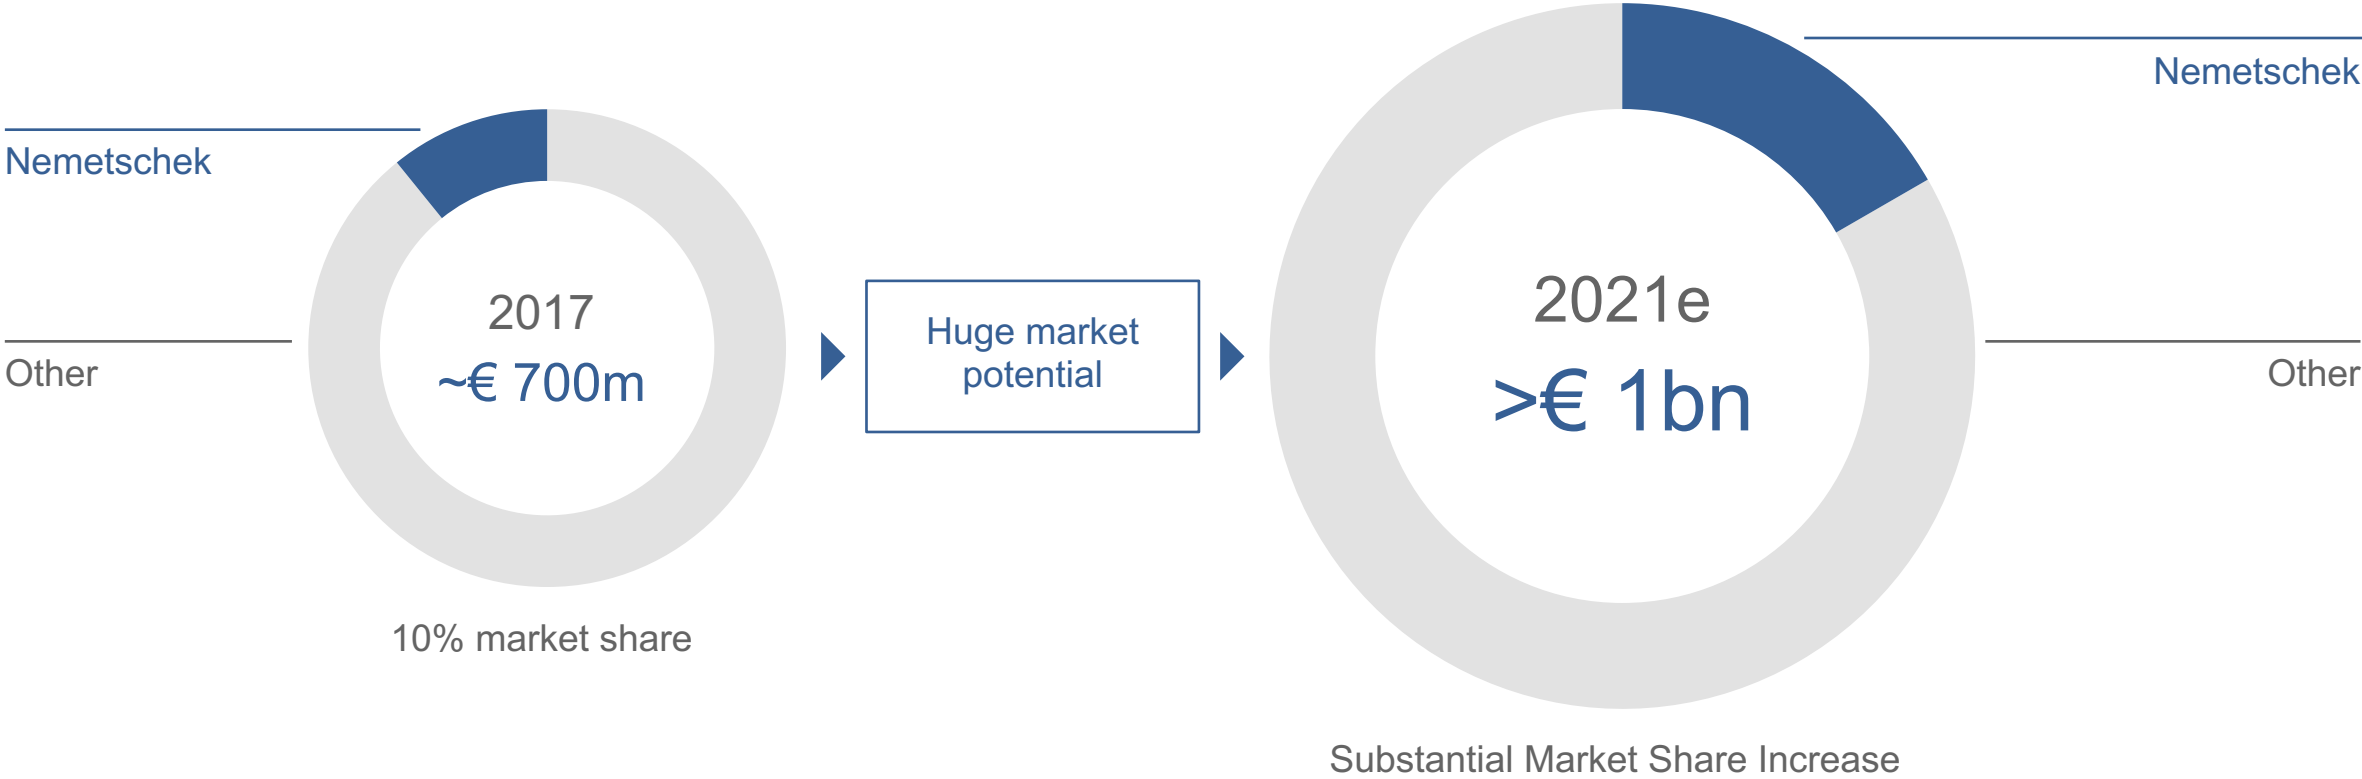 Nemetschek
Other
2017
~€ 700m
10% market share
Huge market
potential
Nemetschek
2021e
>€ 1bn
Other
Substantial Market Share Increase